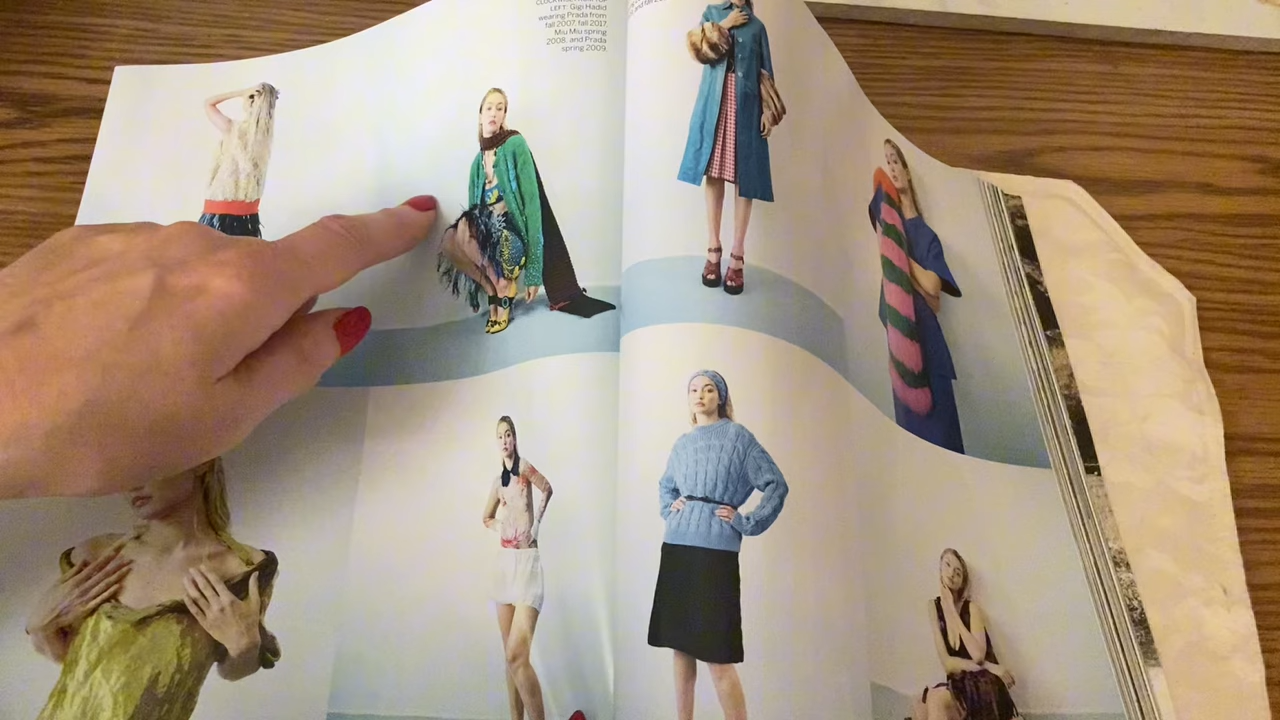 LEFT: Gigi Hadid
wearing Prada from
fall 2007, fall 2017,
Miu Miu spring
2008, and Prada
spring 2009.